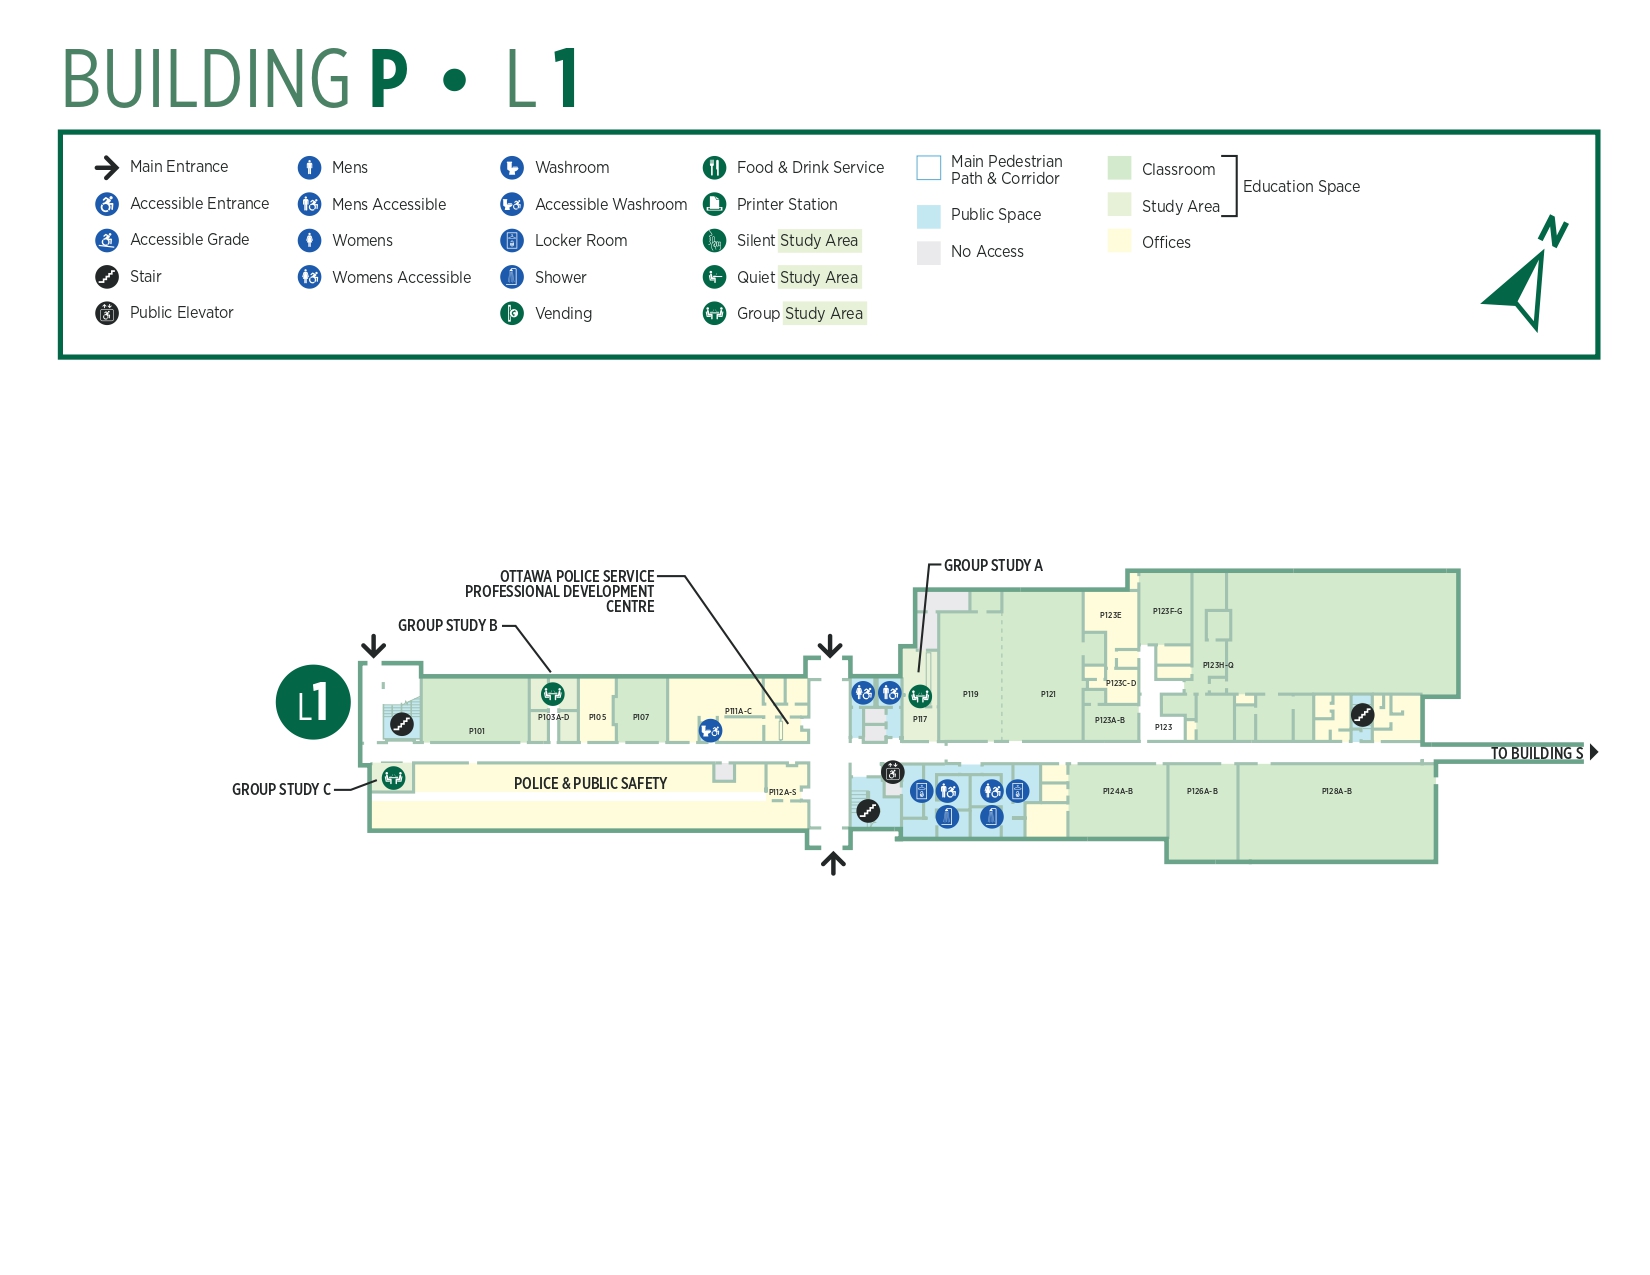 BUILDING P • L 1
Main Entrance
Accessible Entrance
Accessible Grade
Stair
Public Elevator
Mens
Mens Accessible
Womens
Womens Accessible
Washroom
Accessible Washroom
Locker Room
Shower
Vending
Food & Drink Service
Printer Station
Silent Study Area
Quiet Study Area
Group Study Area
Main Pedestrian
Path & Corridor
Public Space
No Access
Classroom
Study Area
Offices
Education Space
N
GROUP STUDY A
OTTAWA POLICE SERVICE
PROFESSIONAL DEVELOPMENT
CENTRE
GROUP STUDY B
L1
P101
P103A-D
P105
P107
P111A-C
P117
P119
P121
P123E
P123F-G
P123H-Q
P123C-D
P123A-B
P123
TO BUILDING S
GROUP STUDY C
POLICE & PUBLIC SAFETY
P112A-S
P124A-B
P126A-B
P128A-B